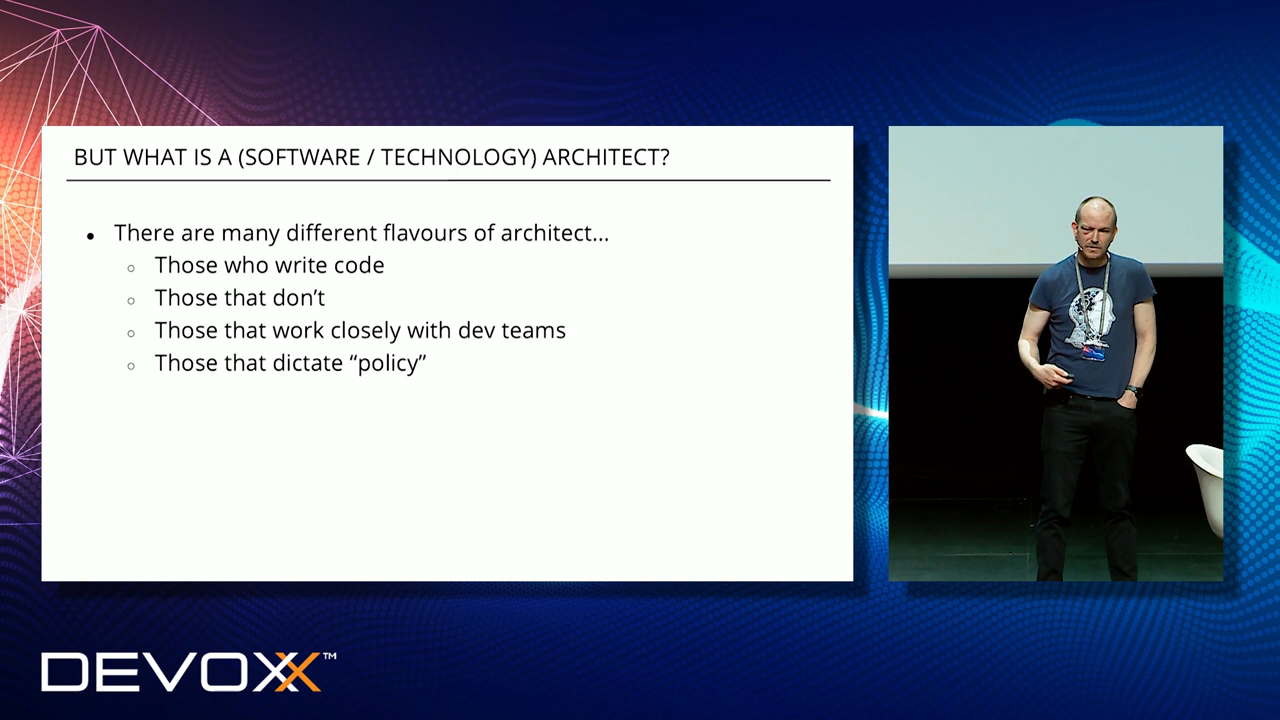 BUT WHAT IS A (SOFTWARE / TECHNOLOGY) ARCHITECT?
• There are many different flavours of architect...
○ Those who write code
○ Those that don’t
○ Those that work closely with dev teams
○ Those that dictate “policy”
DEVOXX™